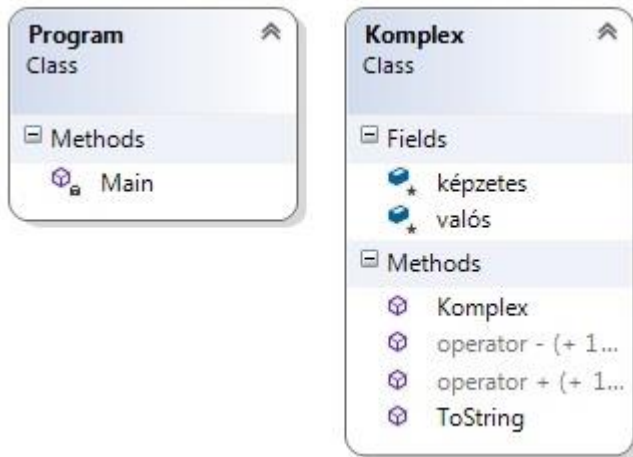 Program
Class
Methods
Main
Komplex
Class
Fields
képzetes
valós
Methods
Komplex
operator - (+ 1...
operator + (+ 1...
ToString